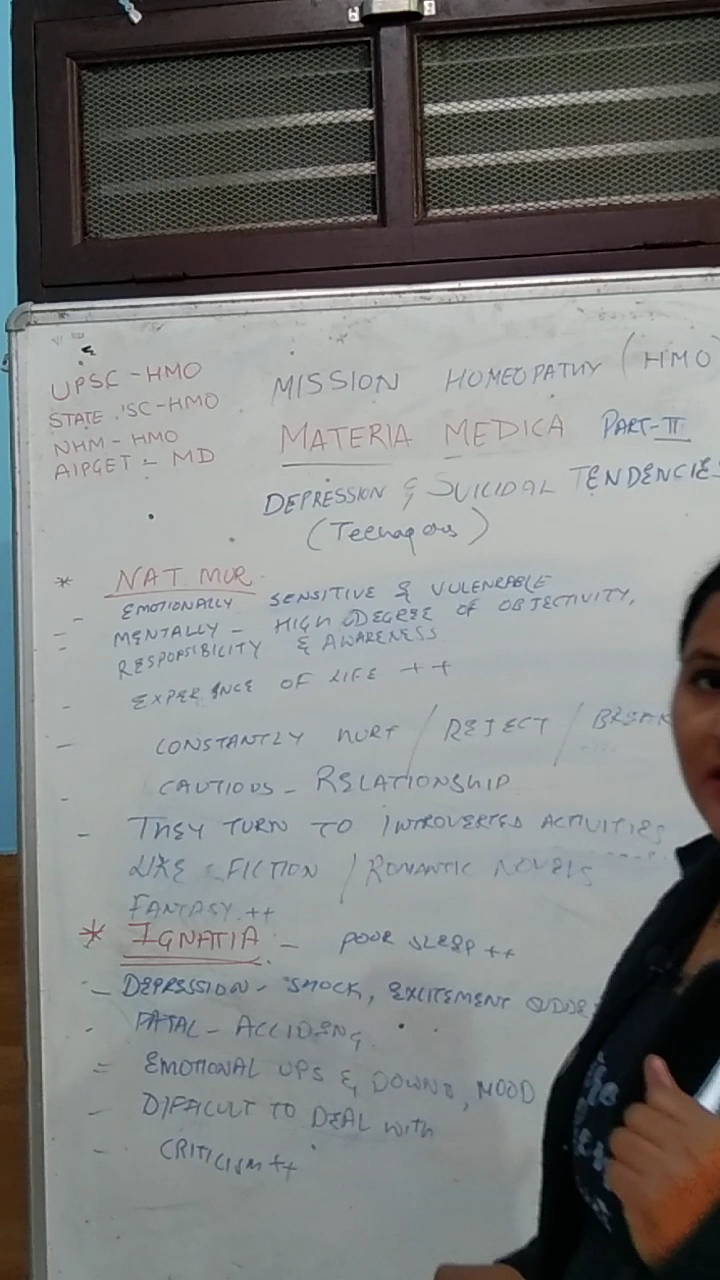 UPSC - HMO
STATE PSC - HMO
NHM - HMO
AIPGET - MD
MISSION HOMEOPATHY (HMO
MATERIA MEDICA PART-II
DEPRESSION & SUICIDAL TENDENCIES
(Teenagers)
* NAT MUR
- EMOTIONALLY SENSITIVE & VULENRABLE
= MENTALLY - HIGH DEGREE OF OBJECTIVITY,
RESPONSIBILITY & AWARENESS
- EXPERIENCE OF LIFE ++
- CONSTANTLY HURT / REJECT / BREAK
- CAUTIOUS - RELATIONSHIP
- THEY TURN TO INTROVERTED ACTIVITIES
LIKE FICTION / ROMANTIC NOVELS
FANTASY ++
* IGNATIA - POOR SLEEP ++
- DEPRESSION - SHOCK, EXCITEMENT
- FATAL - ACCIDENT
= EMOTIONAL UPS & DOWNS, MOOD
- DIFFICULT TO DEAL WITH
- CRITICISM ++